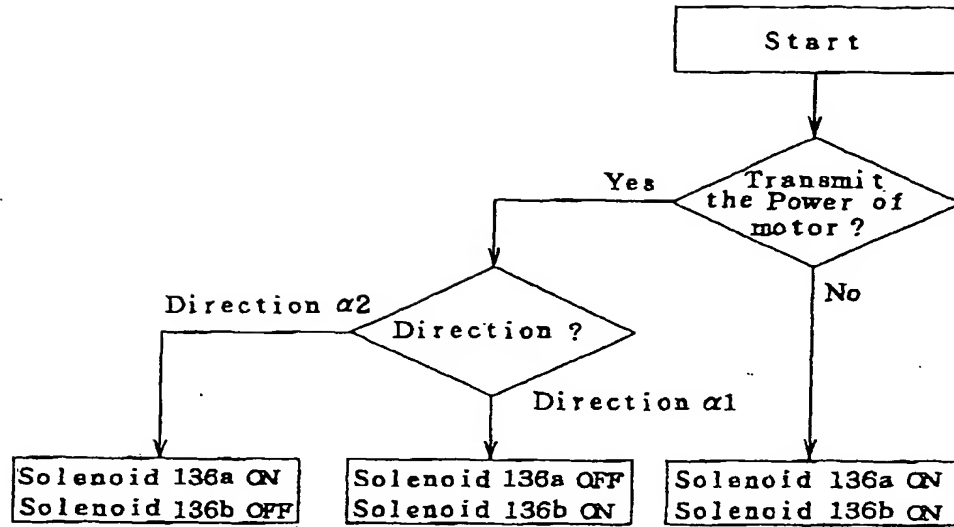 Start
Transmit
the Power of
motor ?
Yes
No
Direction ?
Direction α2
Direction α1
Solenoid 136a ON
Solenoid 136b OFF
Solenoid 136a OFF
Solenoid 136b ON
Solenoid 136a ON
Solenoid 136b ON